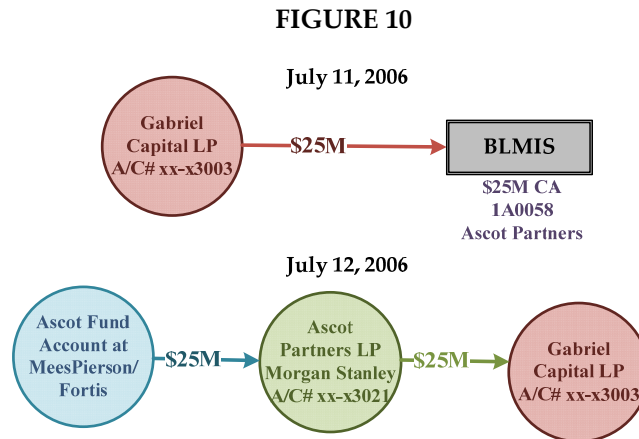 FIGURE 10
July 11, 2006
Gabriel
Capital LP
A/C# xx-x3003
$25M
BLMIS
$25M CA
1A0058
Ascot Partners
July 12, 2006
Ascot Fund
Account at
MeesPierson/
Fortis
$25M
Ascot
Partners LP
Morgan Stanley
A/C# xx-x3021
$25M
Gabriel
Capital LP
A/C# xx-x3003